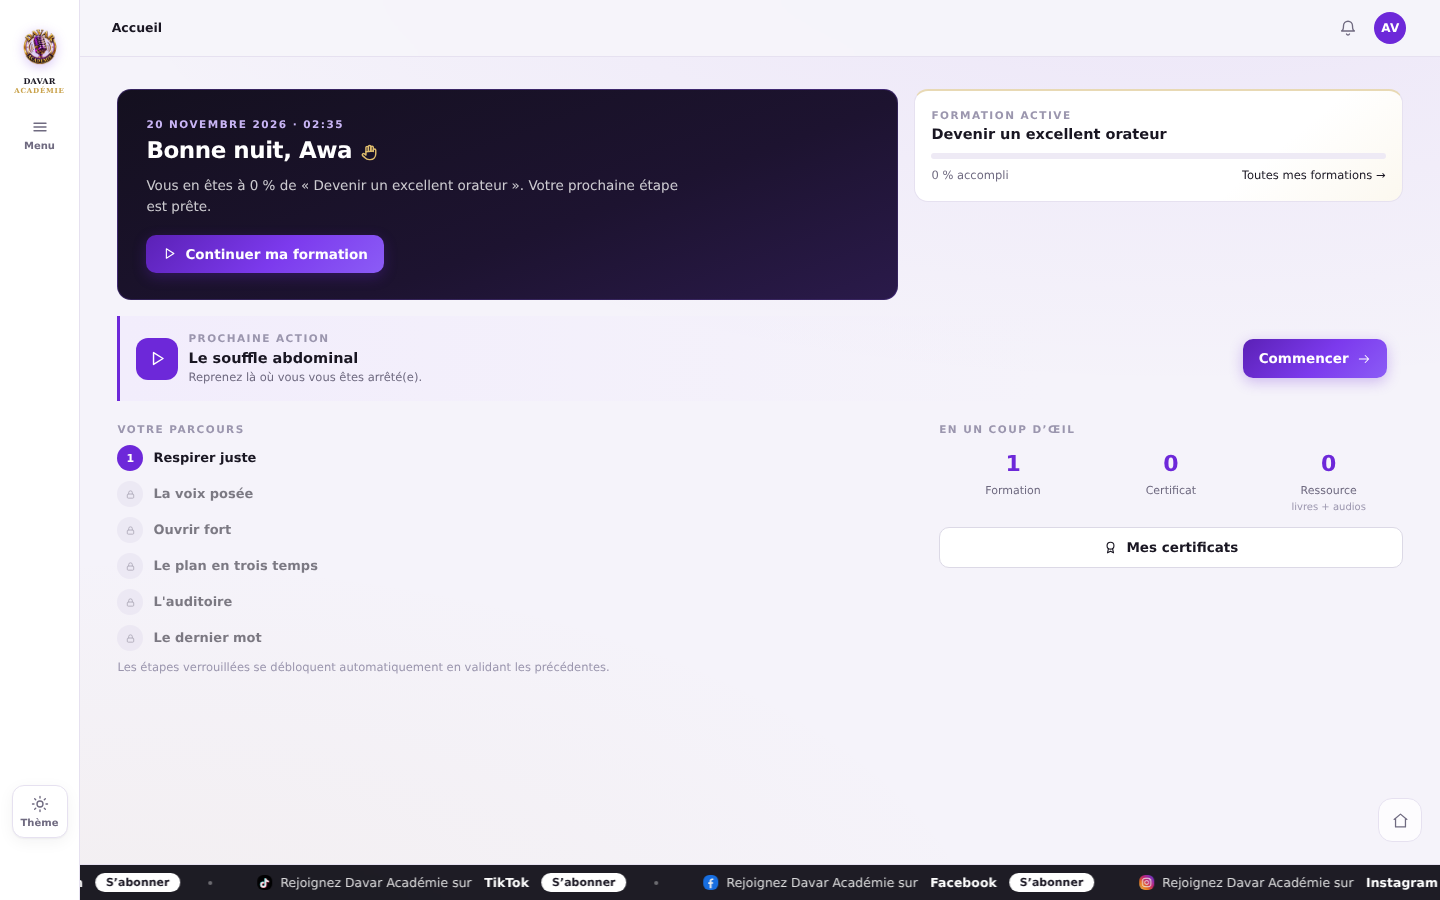 DAVAR
ACADÉMIE
Menu
Thème
Accueil
AV
20 NOVEMBRE 2026 · 02:35
Bonne nuit, Awa
Vous en êtes à 0 % de « Devenir un excellent orateur ». Votre prochaine étape
est prête.
Continuer ma formation
FORMATION ACTIVE
Devenir un excellent orateur
0 % accompli
Toutes mes formations →
PROCHAINE ACTION
Le souffle abdominal
Reprenez là où vous vous êtes arrêté(e).
Commencer
VOTRE PARCOURS
1 Respirer juste
La voix posée
Ouvrir fort
Le plan en trois temps
L'auditoire
Le dernier mot
Les étapes verrouillées se débloquent automatiquement en validant les précédentes.
EN UN COUP D’ŒIL
1 Formation
0 Certificat
0 Ressource
livres + audios
Mes certificats
S’abonner • Rejoignez Davar Académie sur TikTok S’abonner • Rejoignez Davar Académie sur Facebook S’abonner Rejoignez Davar Académie sur Instagram